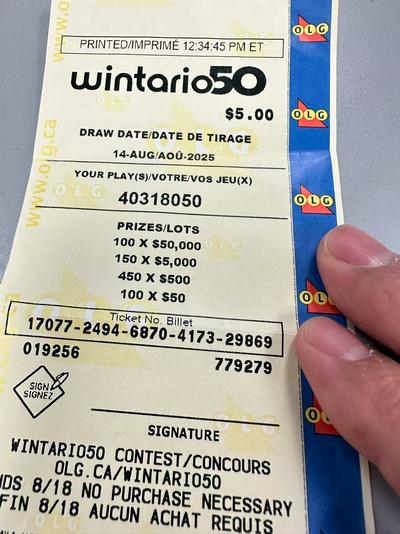 PRINTED/IMPRIMÉ 12:34:45 PM ET
wintario50
$5.00
DRAW DATE/DATE DE TIRAGE
14-AUG/AOÛ-2025
YOUR PLAY(S)/VOTRE/VOS JEU(X)
40318050
PRIZES/LOTS
100 X $50,000
150 X $5,000
450 X $500
100 X $50
Ticket No. Billet
17077-2494-6870-4173-29869
019256 779279
SIGN
SIGNEZ
SIGNATURE
WINTARIO50 CONTEST/CONCOURS
OLG.CA/WINTARIO50
8/18 NO PURCHASE NECESSARY
FIN 8/18 AUCUN ACHAT REQUIS
www.olg.ca
OLG
OLG
OLG
OLG